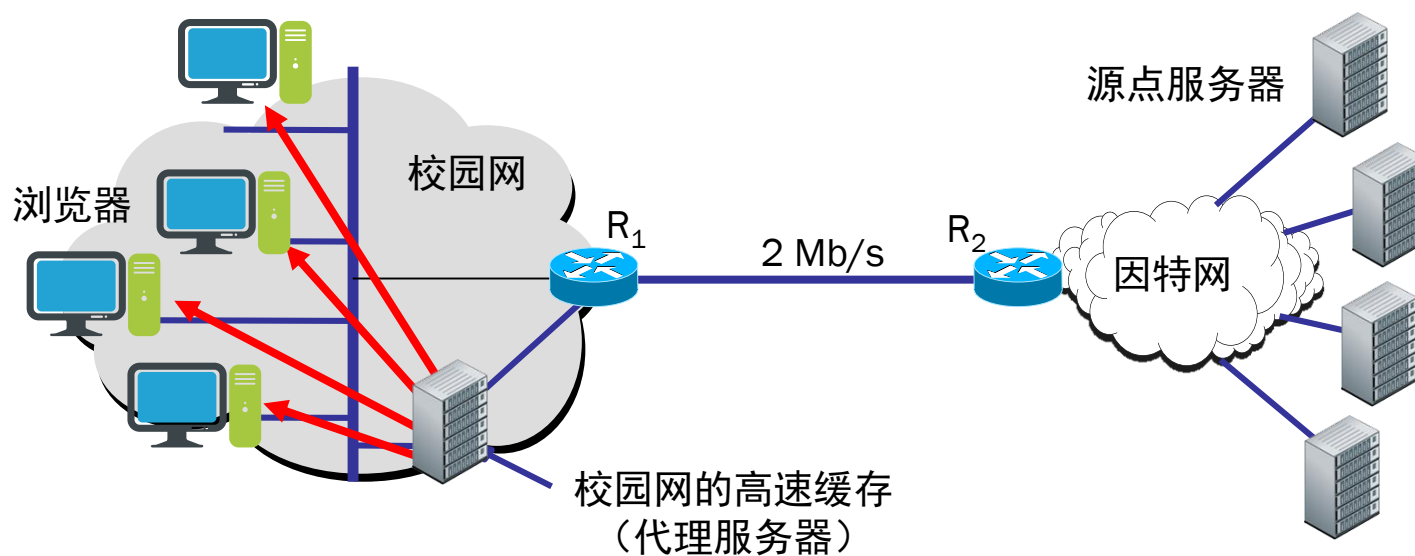 源点服务器
校园网
浏览器
R₁
2 Mb/s
R₂
因特网
校园网的高速缓存
（代理服务器）